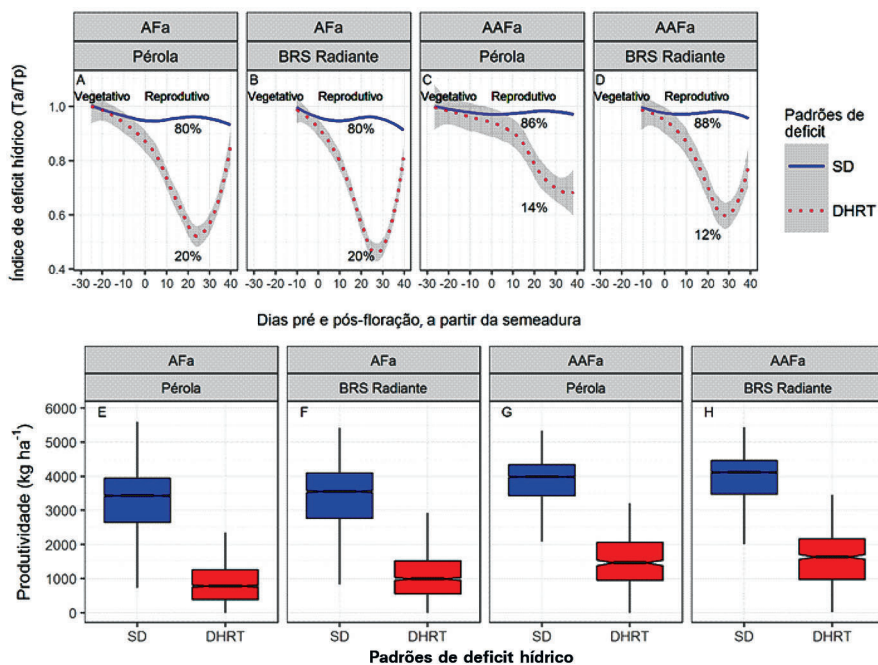 AFa AFa AAFa AAFa
Pérola BRS Radiante Pérola BRS Radiante
A B C D
Vegetativo Reprodutivo Vegetativo Reprodutivo Vegetativo Reprodutivo Vegetativo Reprodutivo
80% 80% 86% 88%
20% 20% 14% 12%
Índice de deficit hídrico (Ta/Tp)
1.0
0.8
0.6
0.4
-30 -20 -10 0 10 20 30 40 -30 -20 -10 0 10 20 30 40 -30 -20 -10 0 10 20 30 40 -30 -20 -10 0 10 20 30 40
Dias pré e pós-floração, a partir da semeadura
Padrões de
deficit
SD
DHRT
AFa AFa AAFa AAFa
Pérola BRS Radiante Pérola BRS Radiante
E F G H
Produtividade (kg ha⁻¹)
6000
5000
4000
3000
2000
1000
0
SD DHRT SD DHRT SD DHRT SD DHRT
Padrões de deficit hídrico